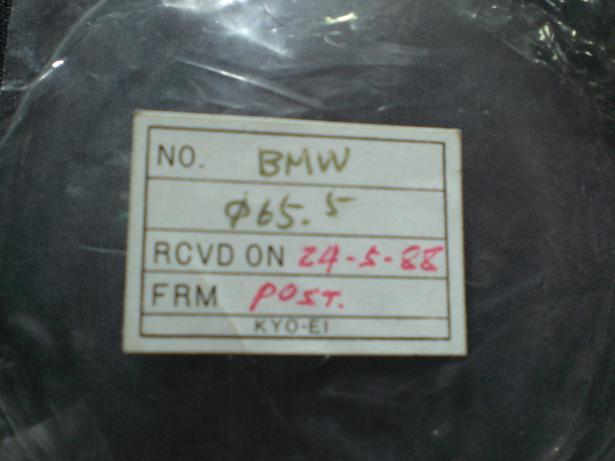 NO. BMW
φ65.5
RCVD ON 24-5-88
FRM POST.
KYO-EI